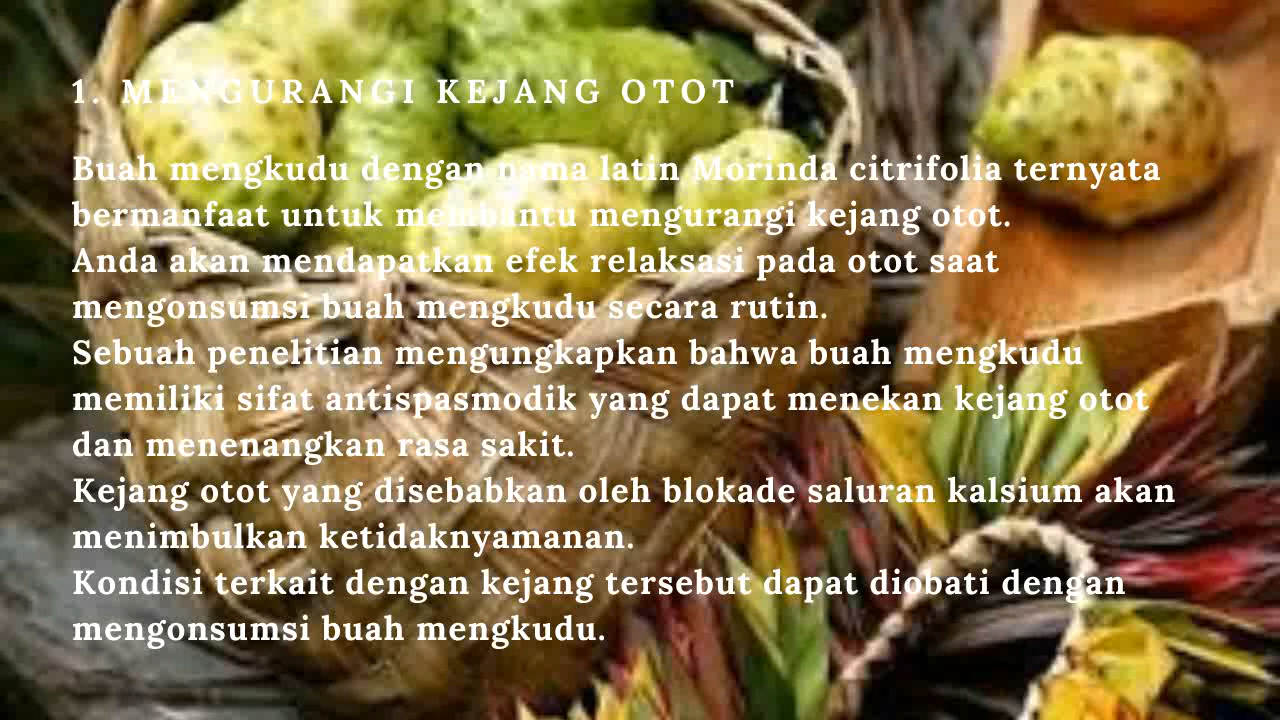 1. MENGURANGI KEJANG OTOT
Buah mengkudu dengan nama latin Morinda citrifolia ternyata
bermanfaat untuk membantu mengurangi kejang otot.
Anda akan mendapatkan efek relaksasi pada otot saat
mengonsumsi buah mengkudu secara rutin.
Sebuah penelitian mengungkapkan bahwa buah mengkudu
memiliki sifat antispasmodik yang dapat menekan kejang otot
dan menenangkan rasa sakit.
Kejang otot yang disebabkan oleh blokade saluran kalsium akan
menimbulkan ketidaknyamanan.
Kondisi terkait dengan kejang tersebut dapat diobati dengan
mengonsumsi buah mengkudu.